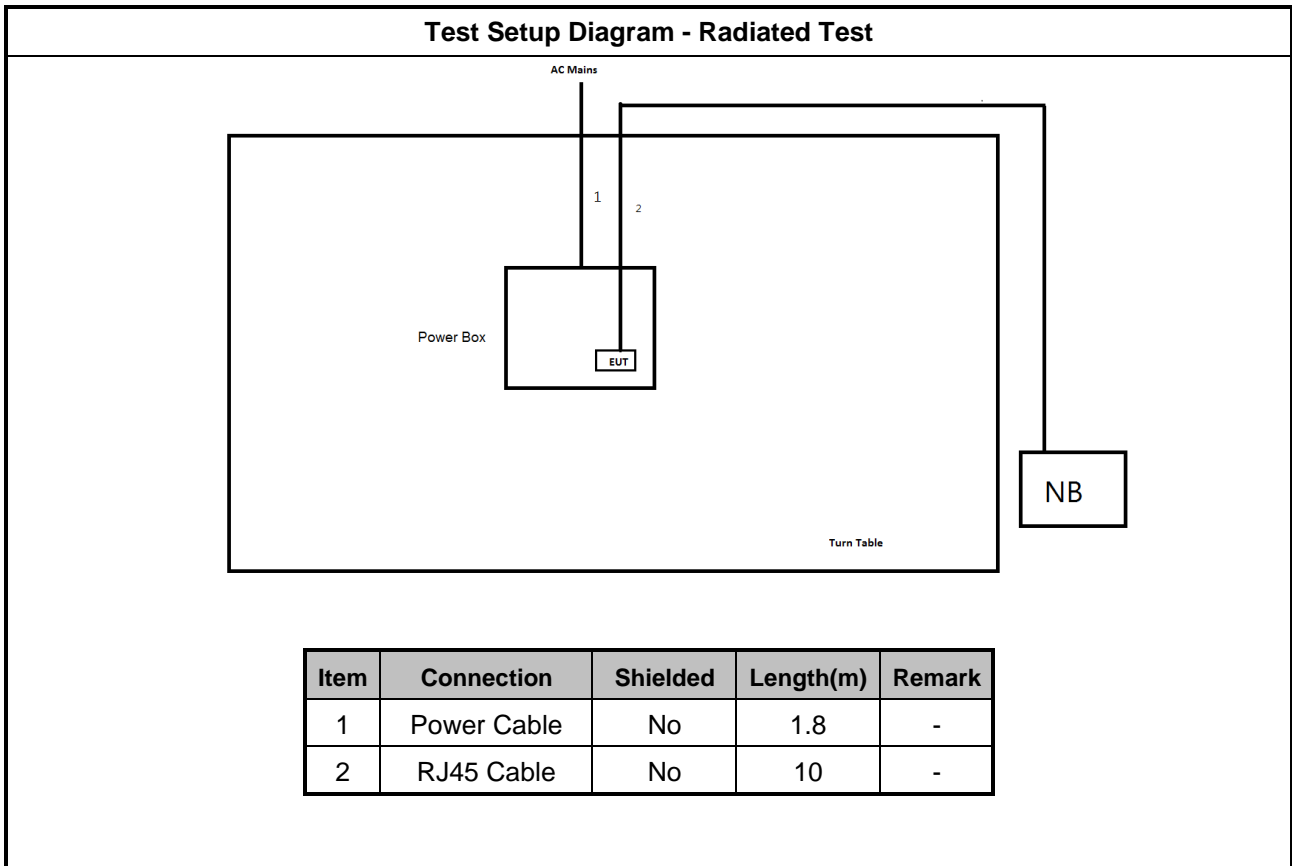 Test Setup Diagram - Radiated Test
AC Mains
1
2
Power Box
EUT
NB
Turn Table
Item Connection Shielded Length(m) Remark
1 Power Cable No 1.8 -
2 RJ45 Cable No 10 -